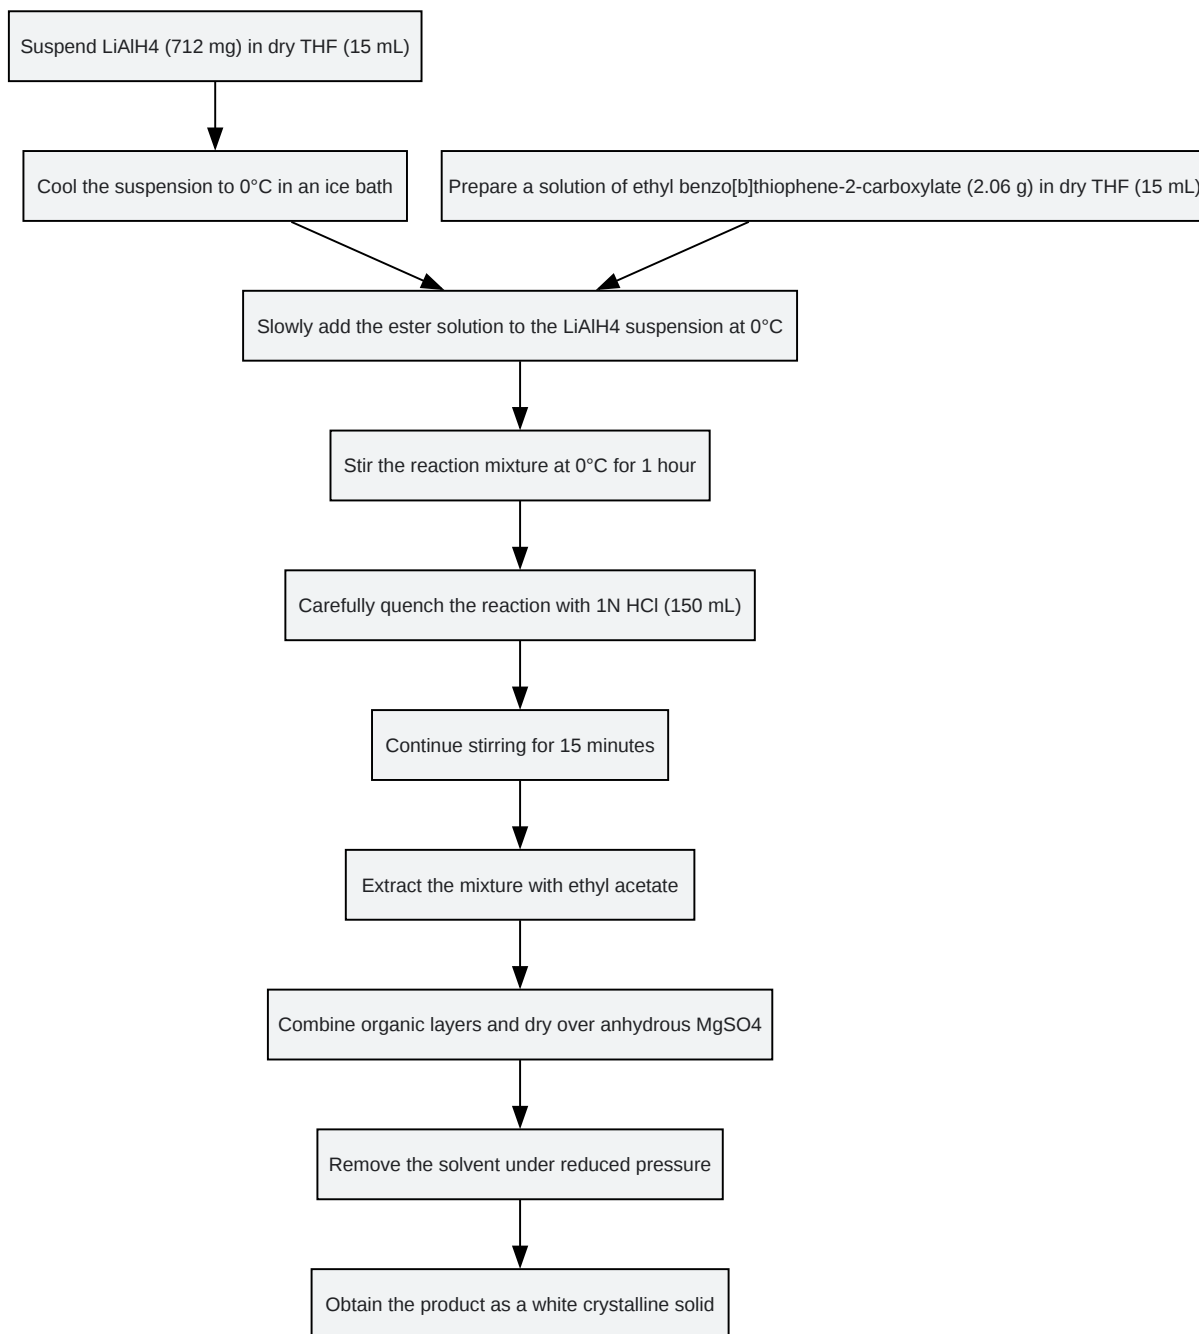 Suspend LiAlH4 (712 mg) in dry THF (15 mL)
Cool the suspension to 0°C in an ice bath
Prepare a solution of ethyl benzo[b]thiophene-2-carboxylate (2.06 g) in dry THF (15 mL)
Slowly add the ester solution to the LiAlH4 suspension at 0°C
Stir the reaction mixture at 0°C for 1 hour
Carefully quench the reaction with 1N HCl (150 mL)
Continue stirring for 15 minutes
Extract the mixture with ethyl acetate
Combine organic layers and dry over anhydrous MgSO4
Remove the solvent under reduced pressure
Obtain the product as a white crystalline solid